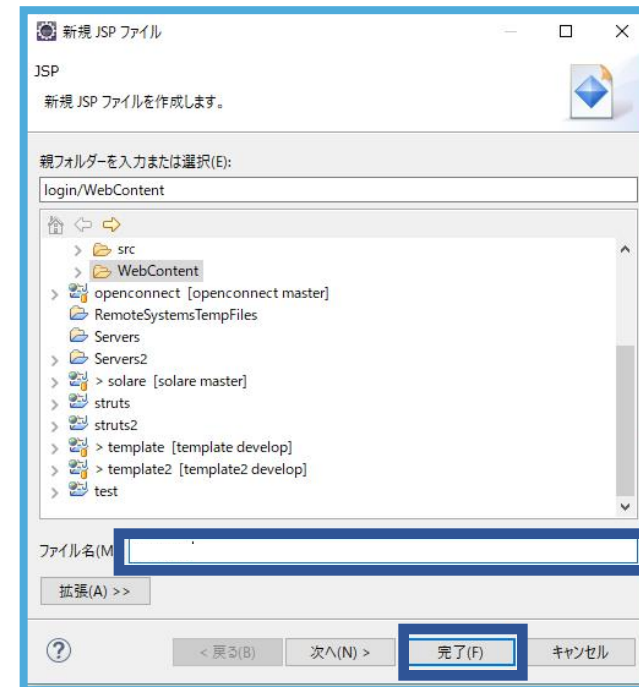 新規 JSP ファイル
JSP
新規 JSP ファイルを作成します。
親フォルダーを入力または選択(E):
login/WebContent
src
WebContent
openconnect [openconnect master]
RemoteSystemsTempFiles
Servers
Servers2
> solare [solare master]
struts
struts2
> template [template develop]
> template2 [template2 develop]
test
ファイル名(M
拡張(A) >>
< 戻る(B) 次へ(N) > 完了(F) キャンセル